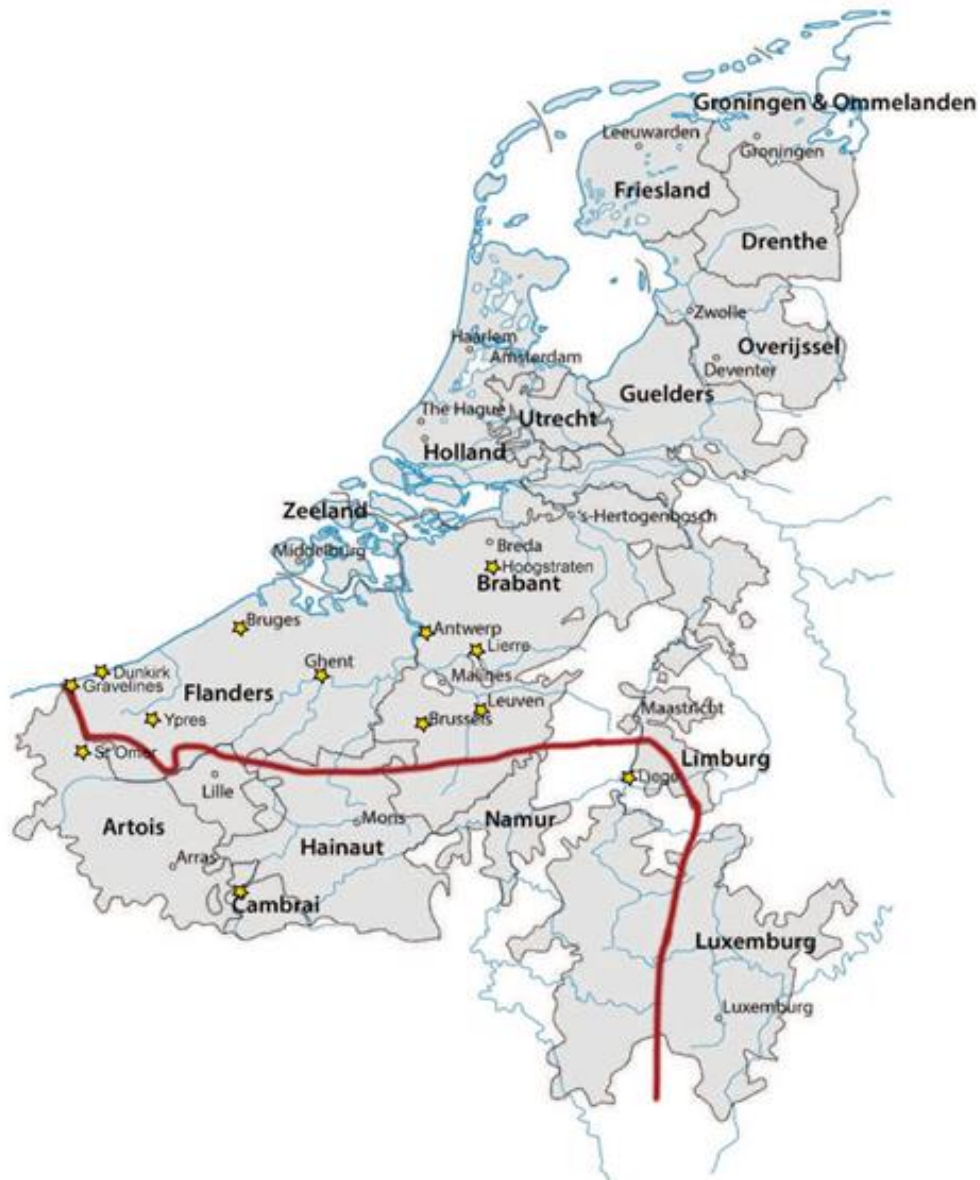 Groningen & Ommelanden
Leeuwarden
Groningen
Friesland
Drenthe
Zwolle
Haarlem
Amsterdam
Overijssel
Deventer
Guelders
The Hague
Utrecht
Holland
Zeeland
's-Hertogenbosch
Breda
Middelburg
Hoogstraten
Brabant
Bruges
Antwerp
Lierre
Ghent
Dunkirk
Malines
Gravelines
Flanders
Leuven
Maastricht
Ypres
Brussels
St Omer
Limburg
Liege
Lille
Artois
Mons
Namur
Hainaut
Arras
Cambrai
Luxemburg
Luxemburg